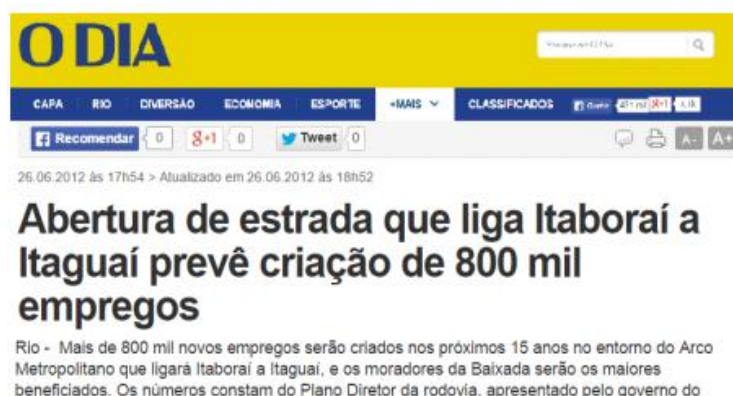 O DIA
CAPA RIO DIVERSÃO ECONOMIA ESPORTE +MAIS CLASSIFICADOS
Recomendar 0 g+1 0 Tweet 0 A- A+
26.06.2012 às 17h54 > Atualizado em 26.06.2012 às 18h52
Abertura de estrada que liga Itaboraí a
Itaguaí prevê criação de 800 mil
empregos
Rio - Mais de 800 mil novos empregos serão criados nos próximos 15 anos no entorno do Arco
Metropolitano que ligará Itaboraí a Itaguaí, e os moradores da Baixada serão os maiores
beneficiados. Os números constam do Plano Diretor da rodovia, apresentado pelo governo do